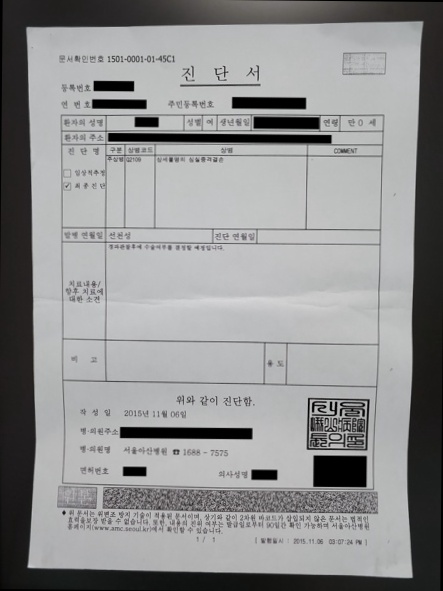 문서확인번호 1501-0001-01-45C1
진 단 서
등록번호
연 번 호 주민등록번호
환자의 성명 성별 여 생년월일 연령 만 0 세
환자의 주소
진 단 명 구분 상병코드 상병 COMMENT
주상병 Q2109 상세불명의 심실중격결손
임상적추정
최 종 진 단
발병 연월일 선천성 진단 연월일
경과관찰후에 수술여부를 결정할 예정입니다.
치료내용/
향후 치료에
대한 소견
비 고 용 도
위와 같이 진단함.
작 성 일 2015년 11월 06일
병·의원주소
병·의원명 서울아산병원 ☎ 1688 - 7575
면허번호 의사성명
◆ 위 문서는 위변조 방지 기술이 적용된 문서이며, 상기와 같이 2차원 바코드가 삽입되지 않은 문서는 법적인
효력을보장 받을 수 없습니다. 또한, 내용의 진위 여부는 발급일로부터 90일간 확인 가능하며 서울아산병원
홈페이지(www.amc.seoul.kr)에서 확인하실 수 있습니다.
[ 발행일시 : 2015.11.06 03:07:24 PM ]
1 / 1